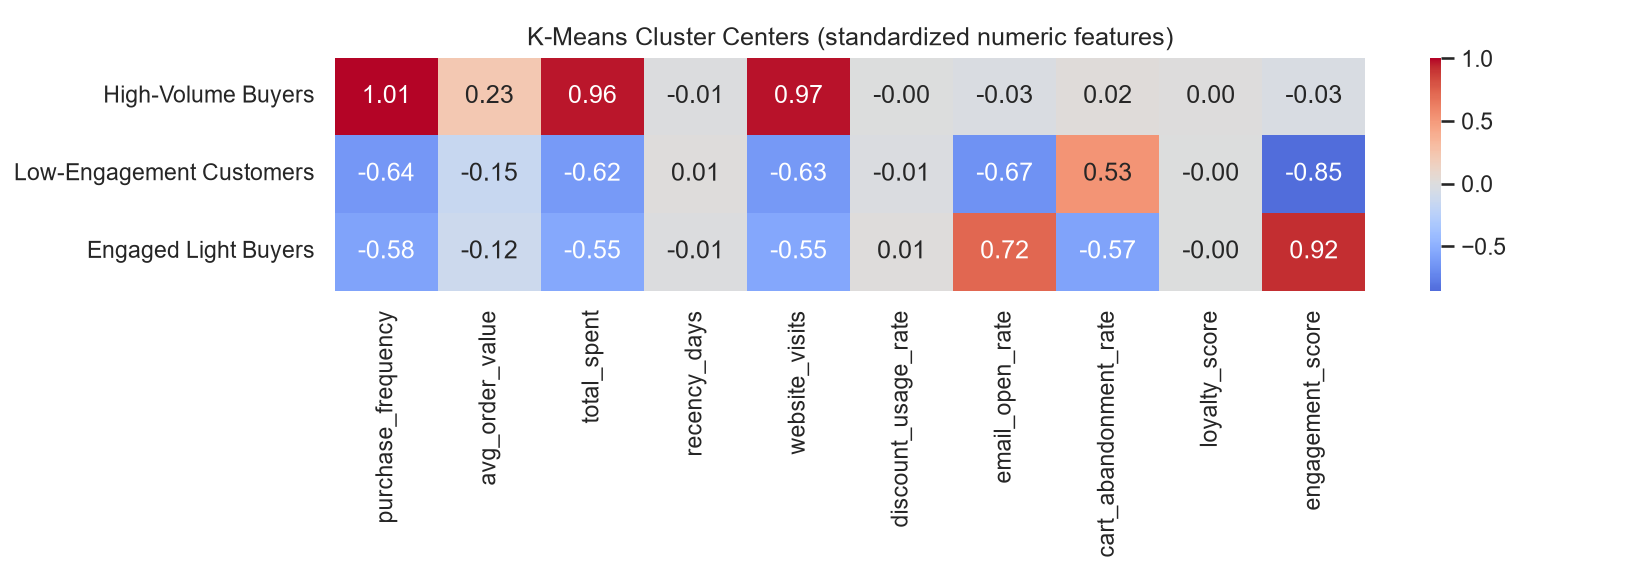 K-Means Cluster Centers (standardized numeric features)
High-Volume Buyers 1.01 0.23 0.96 -0.01 0.97 -0.00 -0.03 0.02 0.00 -0.03
Low-Engagement Customers -0.64 -0.15 -0.62 0.01 -0.63 -0.01 -0.67 0.53 -0.00 -0.85
Engaged Light Buyers -0.58 -0.12 -0.55 -0.01 -0.55 0.01 0.72 -0.57 -0.00 0.92
purchase_frequency
avg_order_value
total_spent
recency_days
website_visits
discount_usage_rate
email_open_rate
cart_abandonment_rate
loyalty_score
engagement_score
1.0
0.5
0.0
−0.5